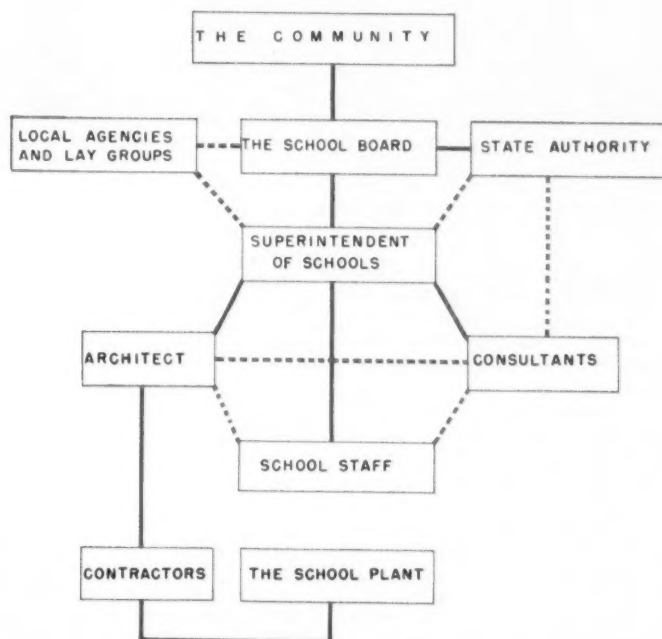 THE COMMUNITY
LOCAL AGENCIES
AND LAY GROUPS
THE SCHOOL BOARD
STATE AUTHORITY
SUPERINTENDENT
OF SCHOOLS
ARCHITECT
CONSULTANTS
SCHOOL STAFF
CONTRACTORS
THE SCHOOL PLANT